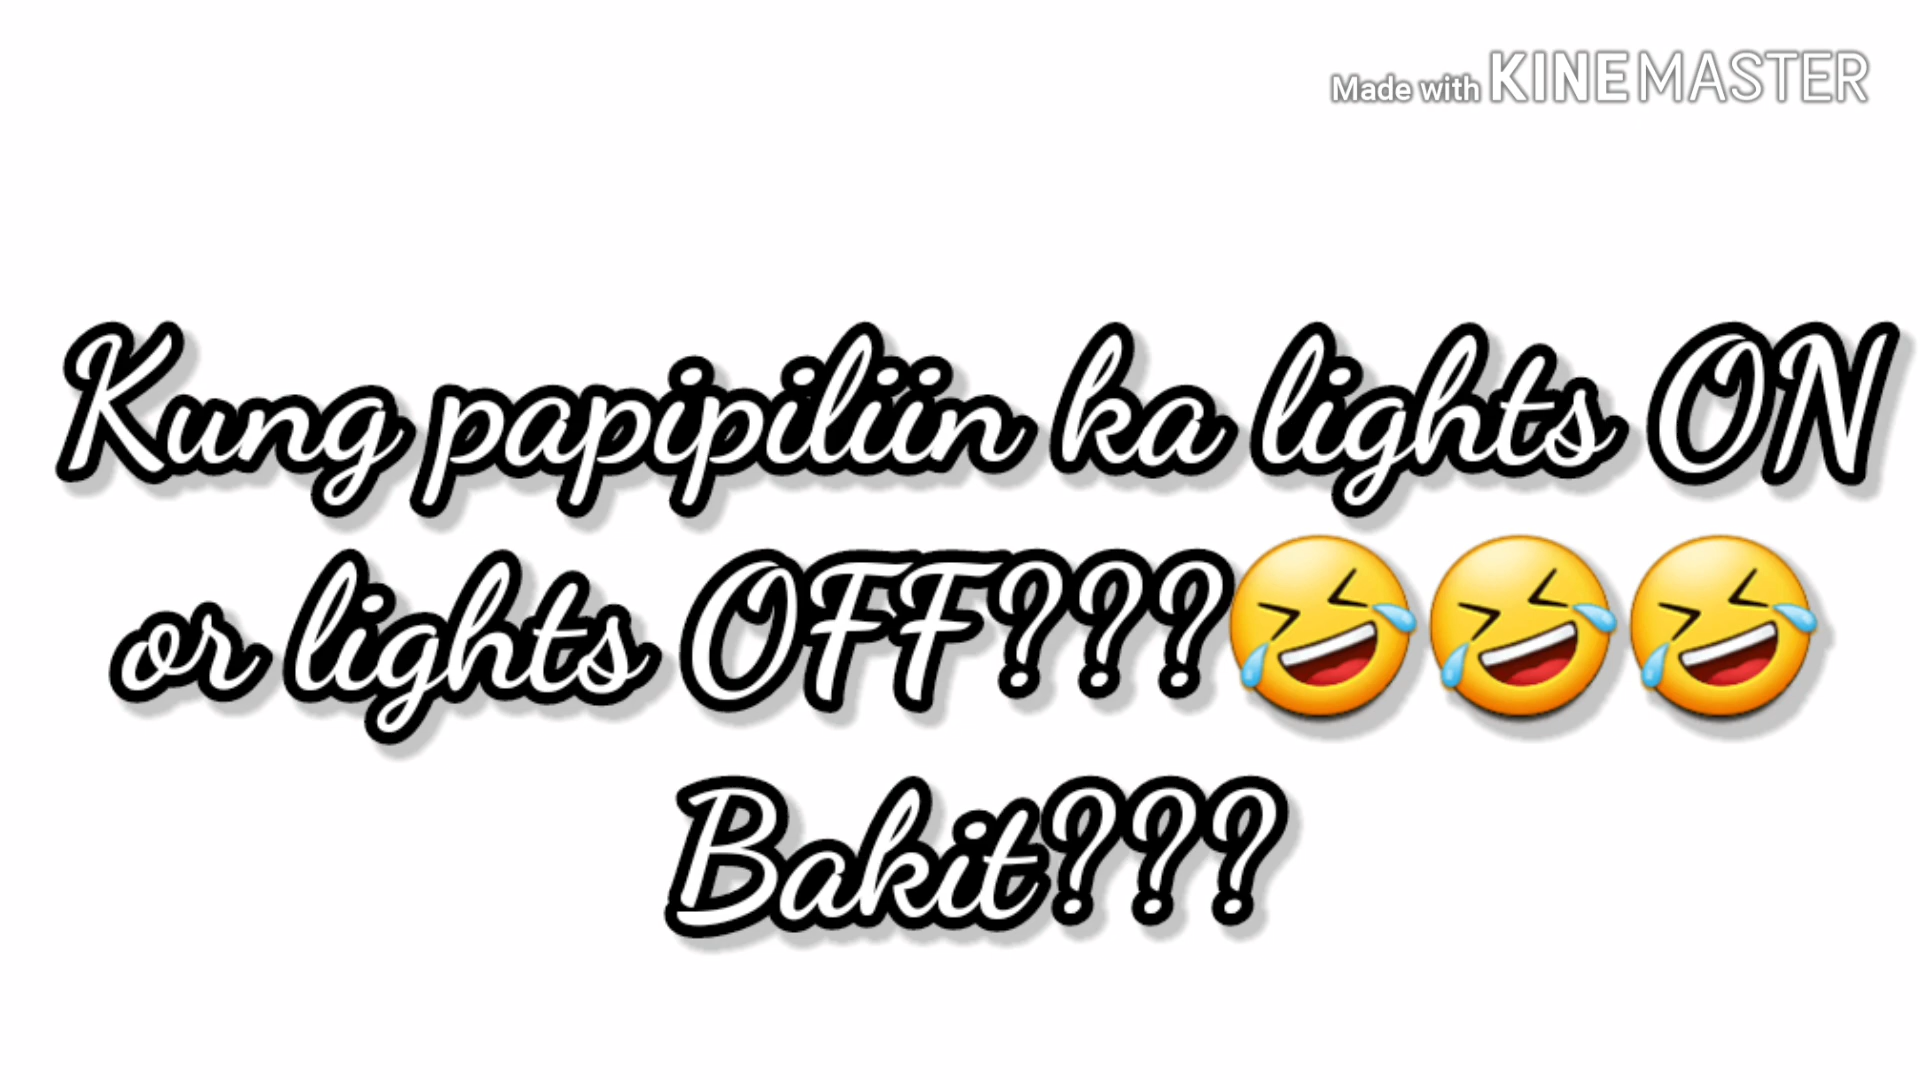 Made with KINEMASTER
Kung papipiliin ka lights ON
or lights OFF???🤣🤣🤣
Bakit???